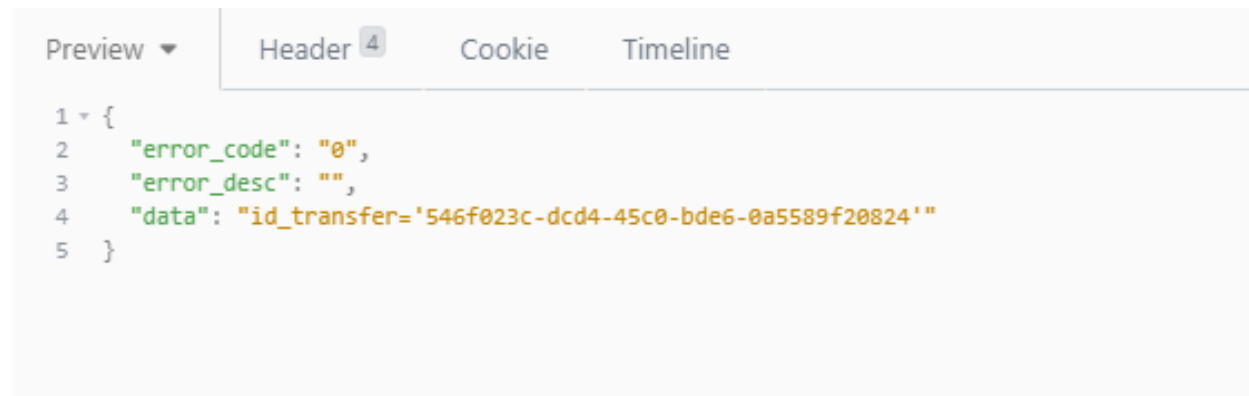 Preview Header 4 Cookie Timeline
1 {
2 "error_code": "0",
3 "error_desc": "",
4 "data": "id_transfer='546f023c-dcd4-45c0-bde6-0a5589f20824'"
5 }